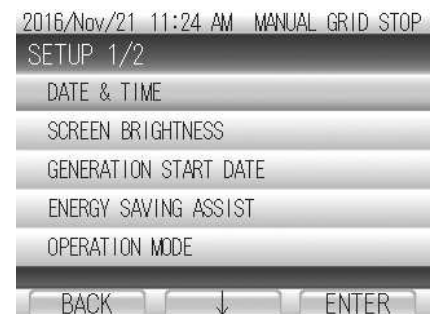 2016/Nov/21 11:24 AM MANUAL GRID STOP
SETUP 1/2
DATE & TIME
SCREEN BRIGHTNESS
GENERATION START DATE
ENERGY SAVING ASSIST
OPERATION MODE
BACK ↓ ENTER